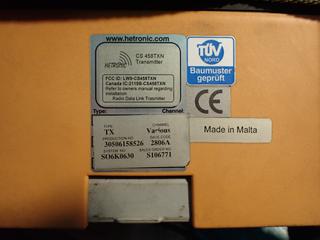 www.hetronic.com
HETRONIC
CS 458TXN
Transmitter
FCC ID: LW9-CS458TXN
Canada IC:2119B-CS458TXN
Refer to owners manual regarding
installation
Radio Data Link Trasmitter
Type: Channel:
TYPE CHANNEL
TX Various
PRODUCTION NO DATE CODE
30506158526 2806A
SYSTEM NO SALES ORDER NO
SO6K0630 S106771
TÜV
NORD
Baumuster
geprüft
CE
Made in Malta